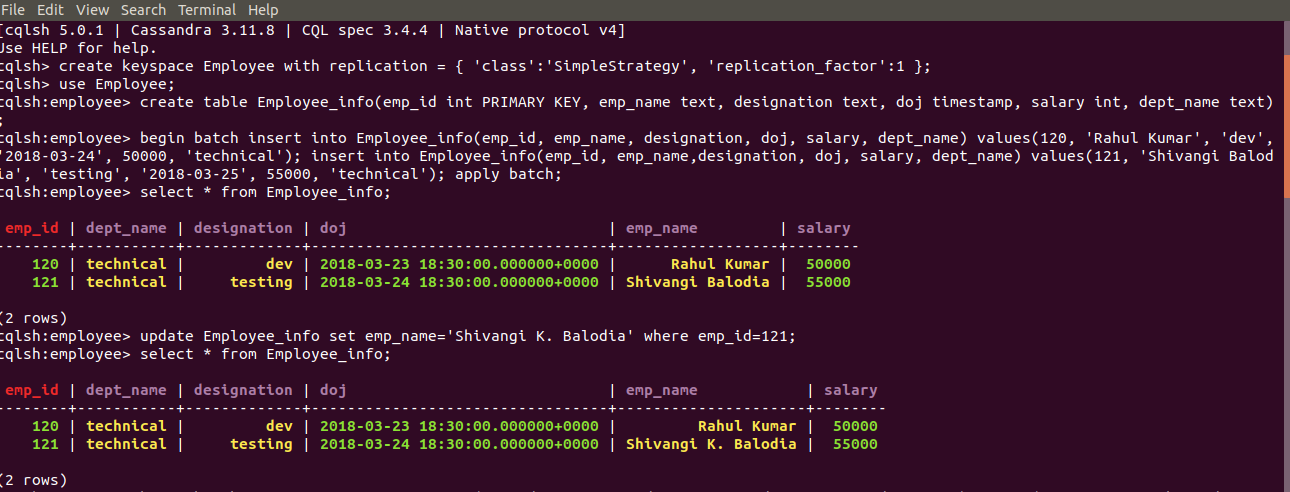 File Edit View Search Terminal Help
[cqlsh 5.0.1 | Cassandra 3.11.8 | CQL spec 3.4.4 | Native protocol v4]
Use HELP for help.
cqlsh> create keyspace Employee with replication = { 'class':'SimpleStrategy', 'replication_factor':1 };
cqlsh> use Employee;
cqlsh:employee> create table Employee_info(emp_id int PRIMARY KEY, emp_name text, designation text, doj timestamp, salary int, dept_name text)
;
cqlsh:employee> begin batch insert into Employee_info(emp_id, emp_name, designation, doj, salary, dept_name) values(120, 'Rahul Kumar', 'dev',
'2018-03-24', 50000, 'technical'); insert into Employee_info(emp_id, emp_name,designation, doj, salary, dept_name) values(121, 'Shivangi Balod
ia', 'testing', '2018-03-25', 55000, 'technical'); apply batch;
cqlsh:employee> select * from Employee_info;
emp_id | dept_name | designation | doj | emp_name | salary
--------+-----------+-------------+---------------------------------+------------------+--------
120 | technical | dev | 2018-03-23 18:30:00.000000+0000 | Rahul Kumar | 50000
121 | technical | testing | 2018-03-24 18:30:00.000000+0000 | Shivangi Balodia | 55000
(2 rows)
cqlsh:employee> update Employee_info set emp_name='Shivangi K. Balodia' where emp_id=121;
cqlsh:employee> select * from Employee_info;
emp_id | dept_name | designation | doj | emp_name | salary
--------+-----------+-------------+---------------------------------+---------------------+--------
120 | technical | dev | 2018-03-23 18:30:00.000000+0000 | Rahul Kumar | 50000
121 | technical | testing | 2018-03-24 18:30:00.000000+0000 | Shivangi K. Balodia | 55000
(2 rows)